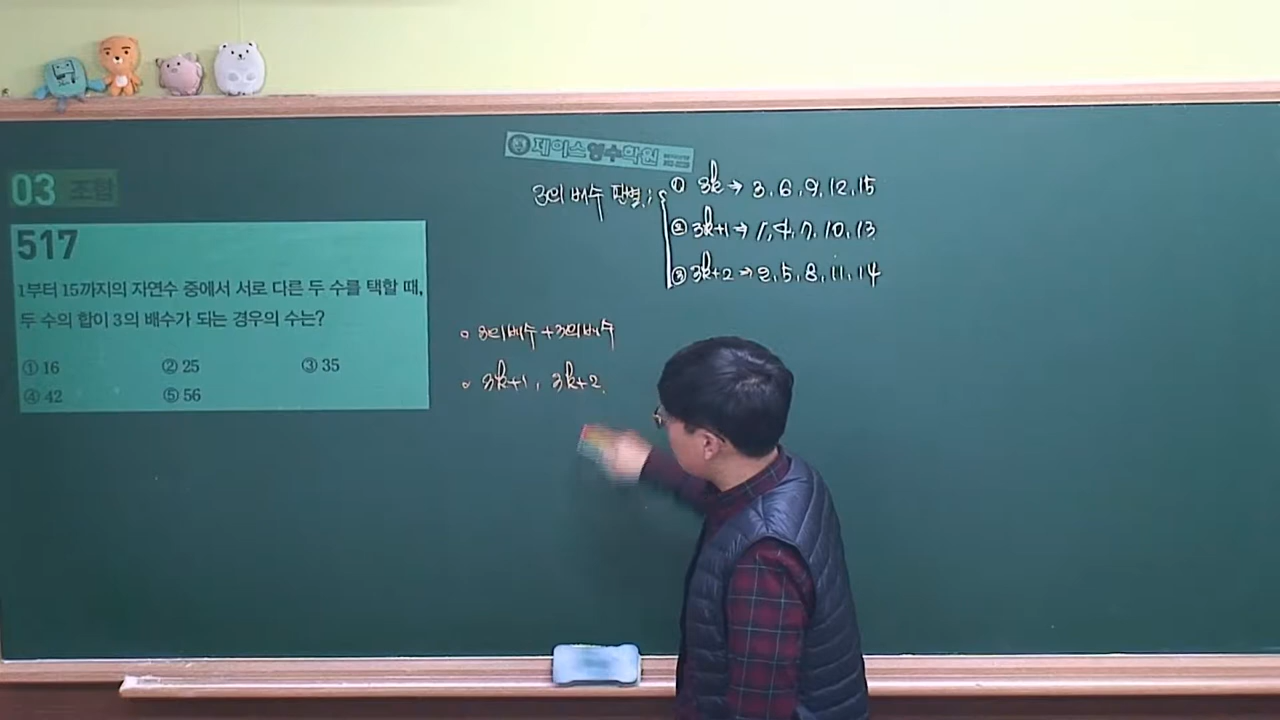 제이스영수학원
03 조합
517
1부터 15까지의 자연수 중에서 서로 다른 두 수를 택할 때,
두 수의 합이 3의 배수가 되는 경우의 수는?
① 16 ② 25 ③ 35
④ 42 ⑤ 56
3의 배수 판별;
① 3k → 3, 6, 9, 12, 15
② 3k+1 → 1, 4, 7, 10, 13
③ 3k+2 → 2, 5, 8, 11, 14
∘ 3의배수+3의배수
∘ 3k+1, 3k+2.